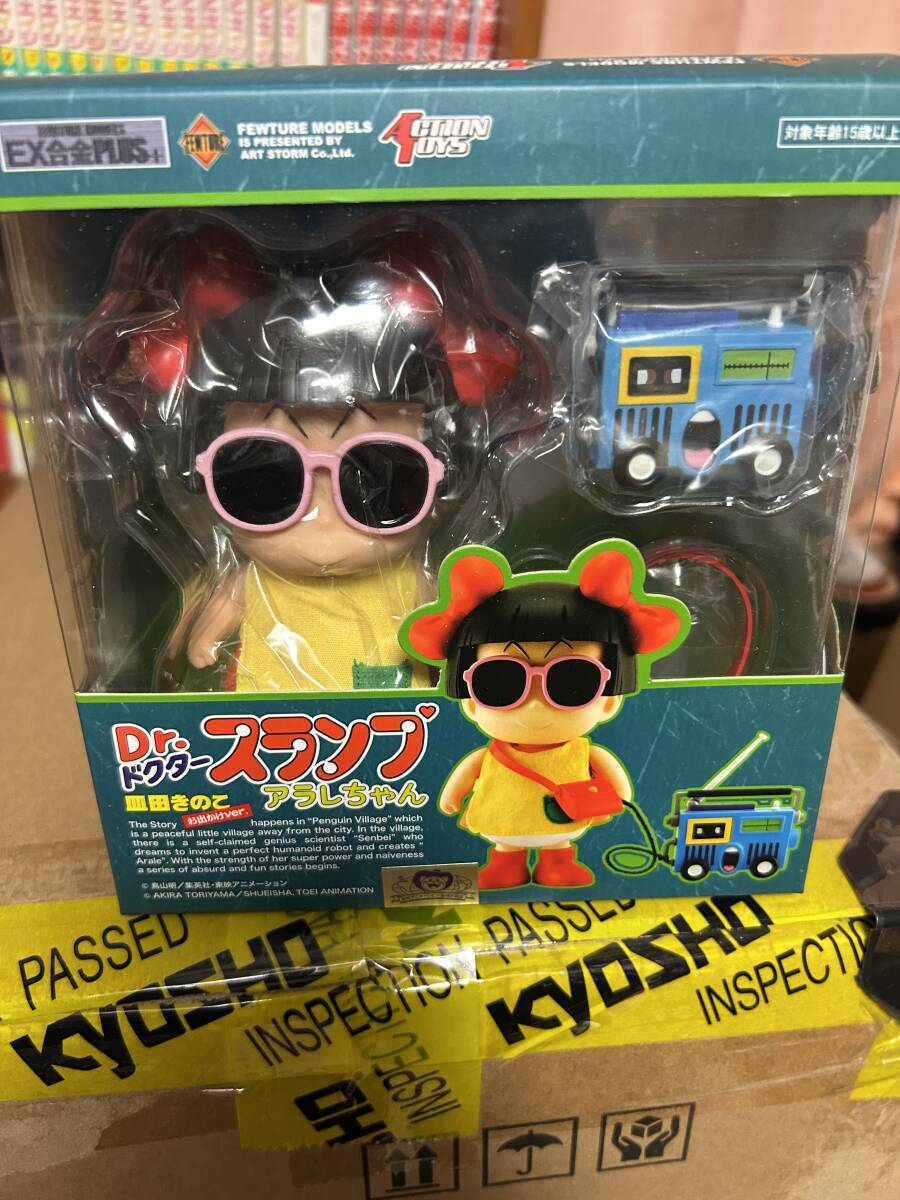 EX合金PLUS+
FEWTURE
FEWTURE MODELS
IS PRESENTED BY
ART STORM Co.,Ltd.
ACTION
TOYS
対象年齢15歳以上
Dr.スランプ
ドクター
アラレちゃん
皿田きのこ
お出かけver.
The Story happens in "Penguin Village" which
is a peaceful little village away from the city. In the village,
there is a self-claimed genius scientist "Senbei" who
dreams to invent a perfect humanoid robot and creates "
Arale". With the strength of her super power and naiveness
a series of absurd and fun stories begins.
© 鳥山明/集英社・東映アニメーション
© AKIRA TORIYAMA/SHUEISHA, TOEI ANIMATION
PASSED
KYOSHO
INSPECTION
PASSED
KYOSHO
INSPECTIO